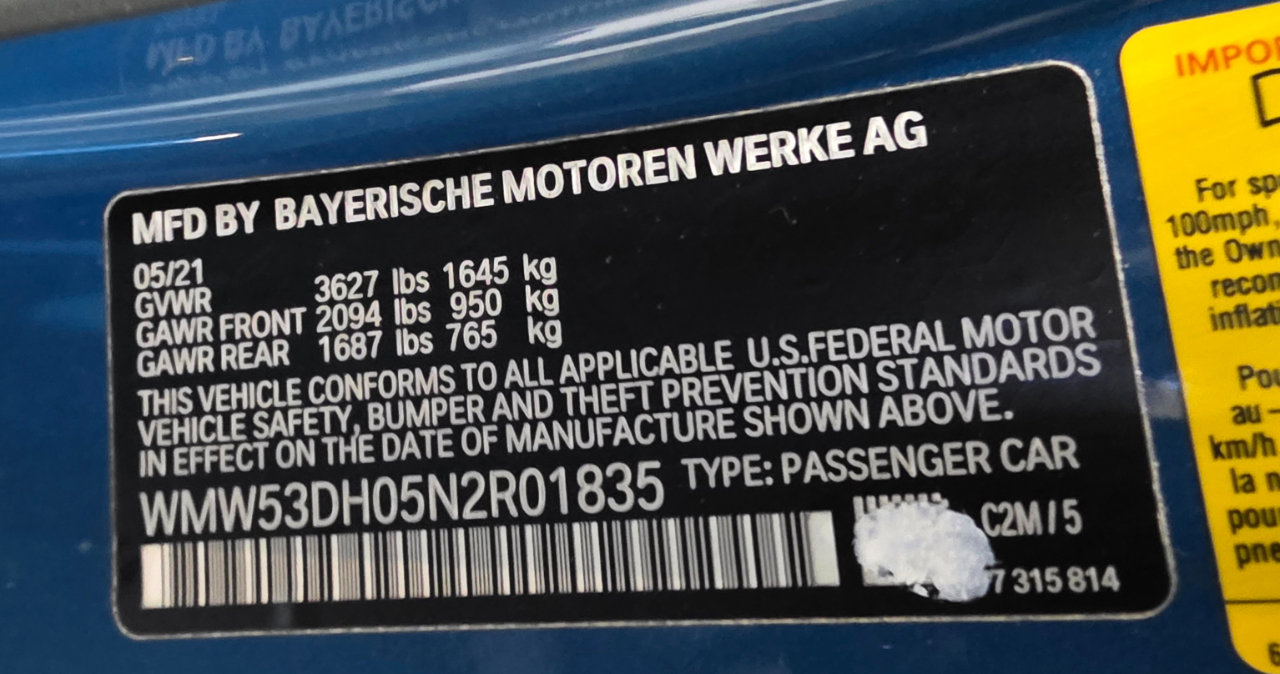 MFD BY BAYERISCHE MOTOREN WERKE AG
05/21
GVWR 3627 lbs 1645 kg
GAWR FRONT 2094 lbs 950 kg
GAWR REAR 1687 lbs 765 kg
THIS VEHICLE CONFORMS TO ALL APPLICABLE U.S.FEDERAL MOTOR
VEHICLE SAFETY, BUMPER AND THEFT PREVENTION STANDARDS
IN EFFECT ON THE DATE OF MANUFACTURE SHOWN ABOVE.
WMW53DH05N2R01835 TYPE: PASSENGER CAR
C2M/5
7 315 814
IMPO
For sp
100mph,
the Own
recon
inflati
Pou
au -
km/h
la n
pou
pne
6